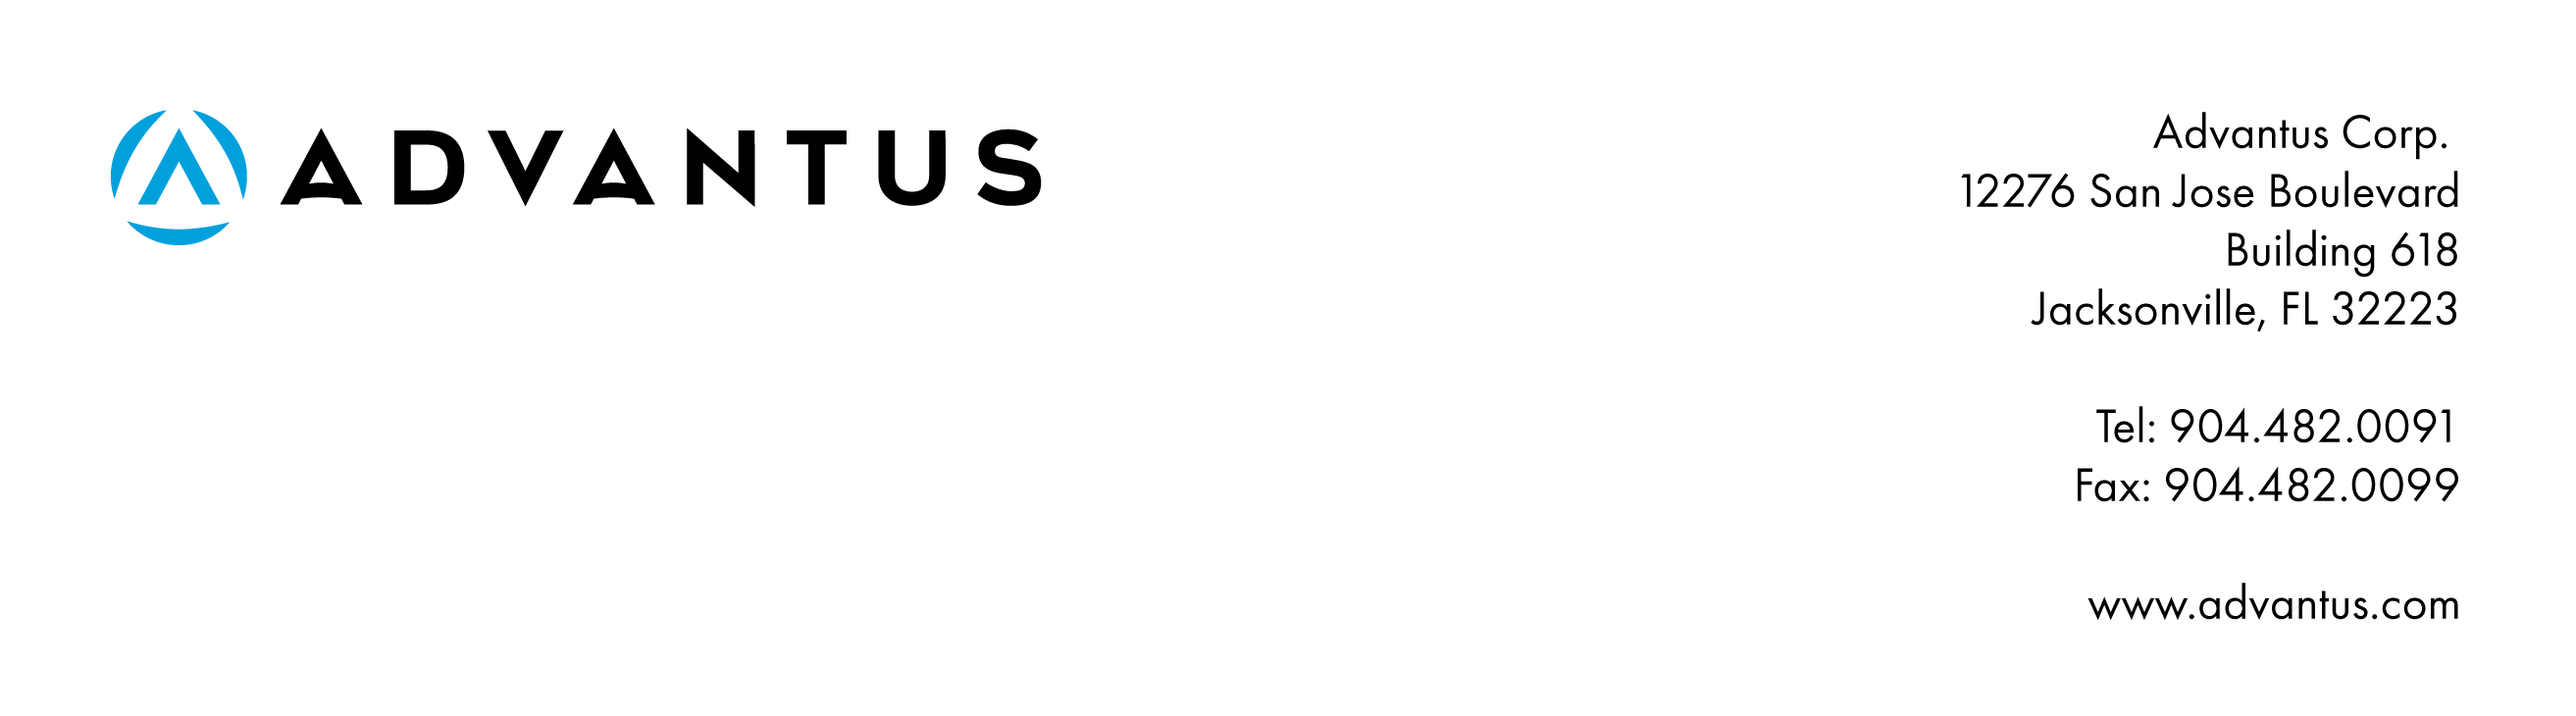 ADVANTUS
Advantus Corp.
12276 San Jose Boulevard
Building 618
Jacksonville, FL 32223
Tel: 904.482.0091
Fax: 904.482.0099
www.advantus.com